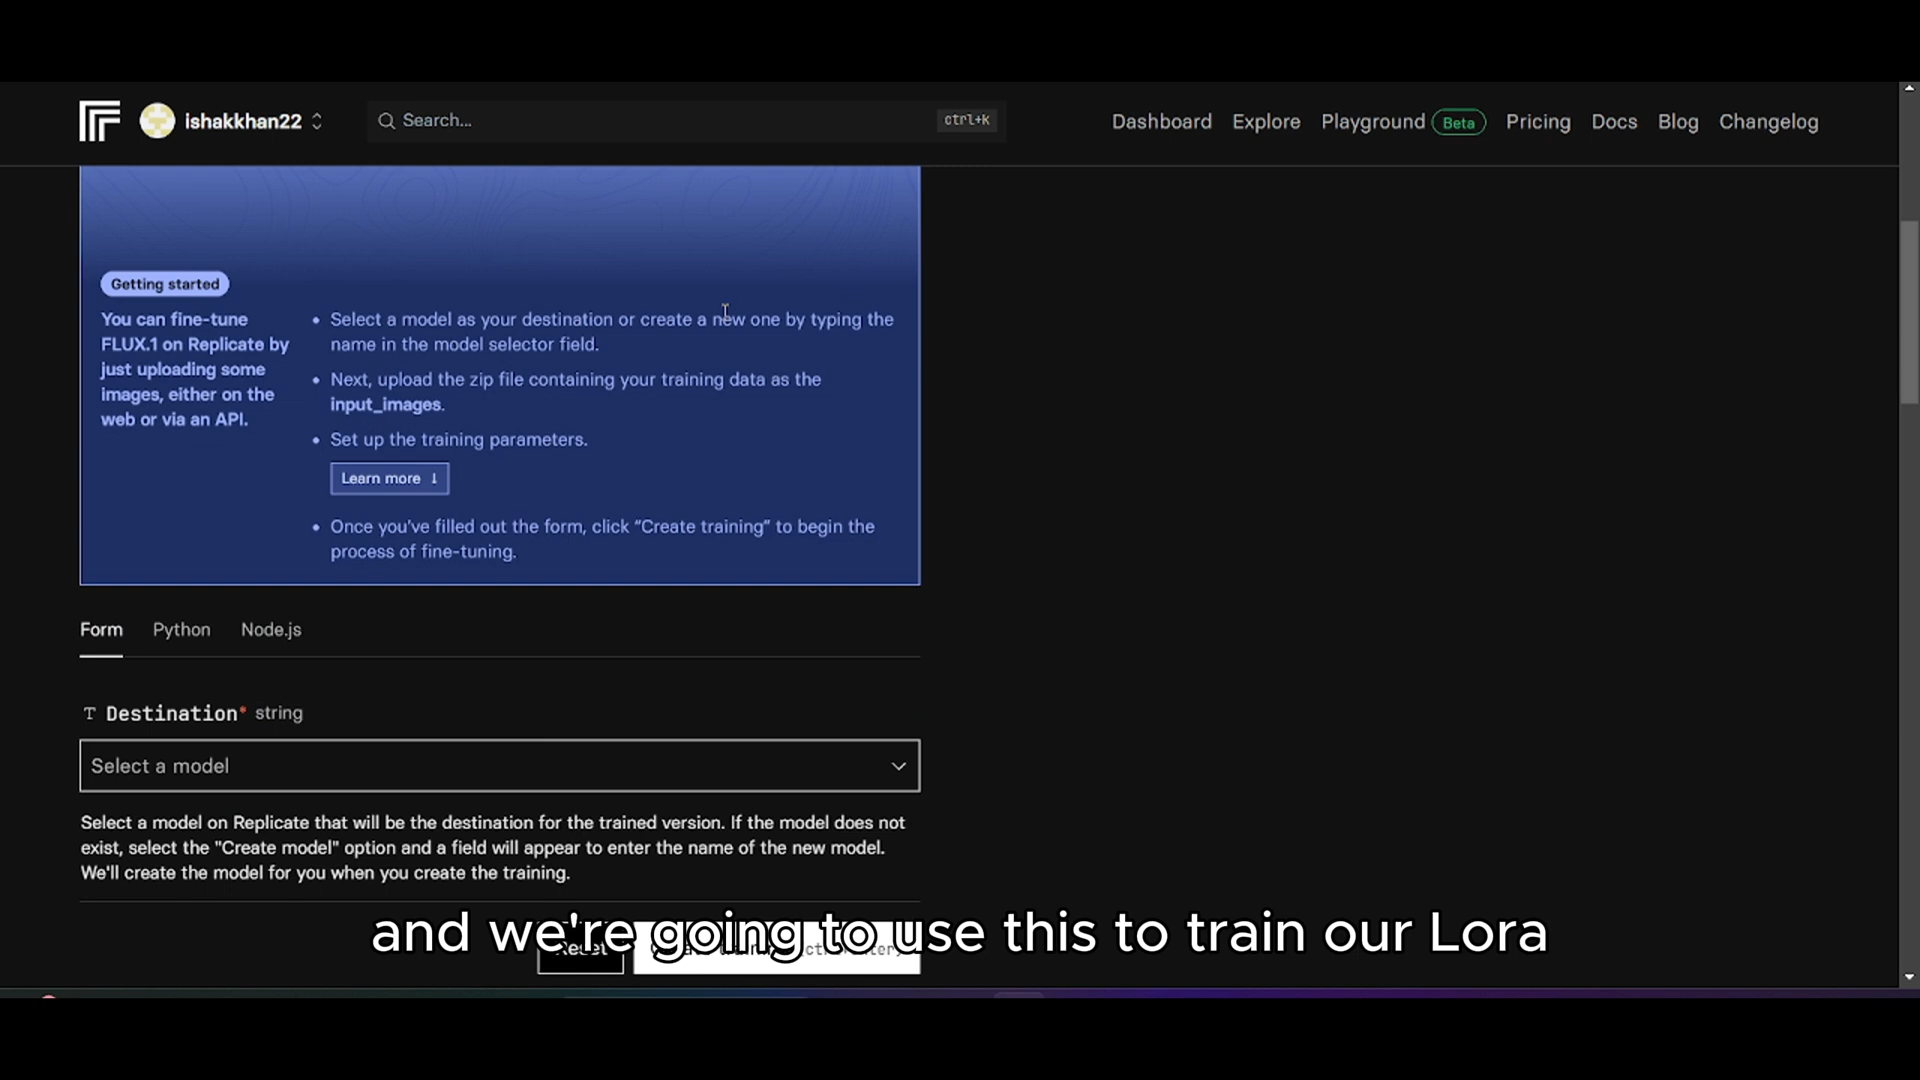 ishakkhan22
Search...
ctrl+K
Dashboard
Explore
Playground
Beta
Pricing
Docs
Blog
Changelog
Getting started
You can fine-tune
FLUX.1 on Replicate by
just uploading some
images, either on the
web or via an API.
• Select a model as your destination or create a new one by typing the
name in the model selector field.
• Next, upload the zip file containing your training data as the
input_images.
• Set up the training parameters.
Learn more ↓
• Once you've filled out the form, click “Create training” to begin the
process of fine-tuning.
Form
Python
Node.js
T Destination* string
Select a model
Select a model on Replicate that will be the destination for the trained version. If the model does not
exist, select the "Create model" option and a field will appear to enter the name of the new model.
We'll create the model for you when you create the training.
Reset
and we're going to use this to train our Lora